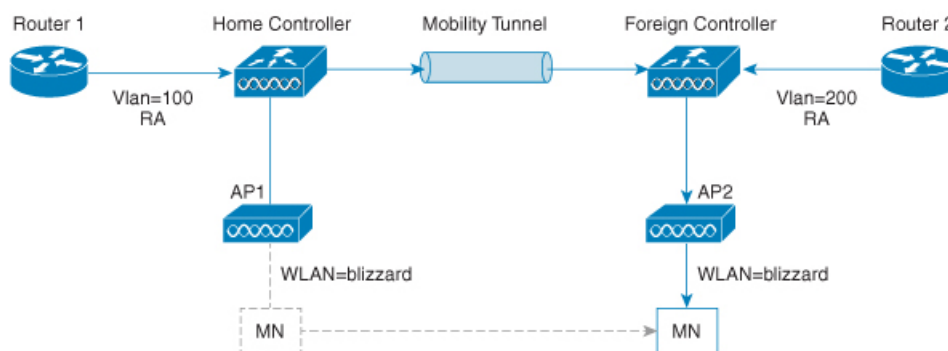 Router 1
Home Controller
Mobility Tunnel
Foreign Controller
Router 2
Vlan=100
RA
Vlan=200
RA
AP1
AP2
WLAN=blizzard
WLAN=blizzard
MN
MN